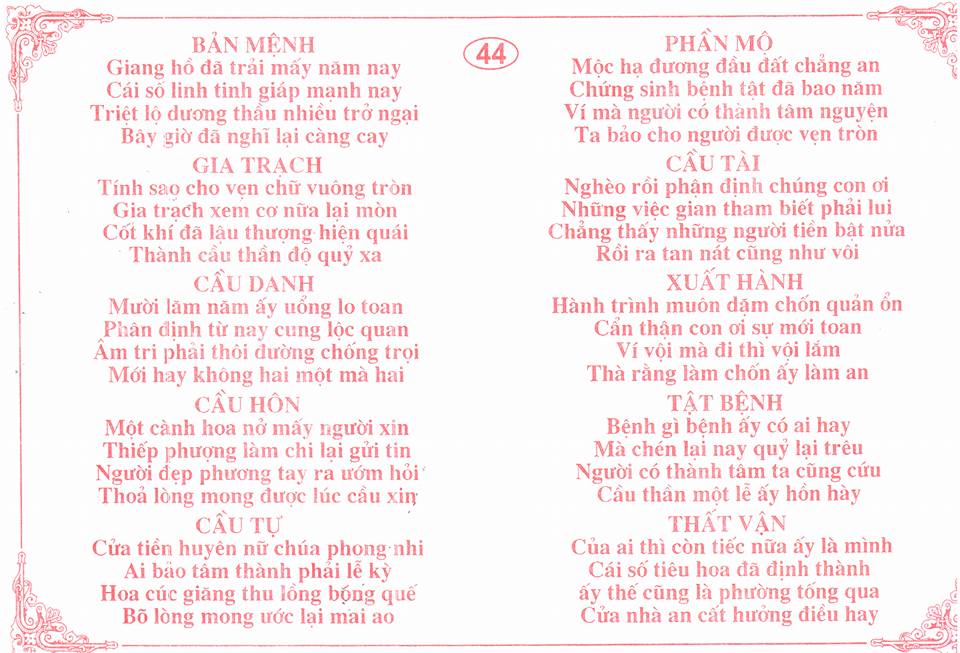 44
BẢN MỆNH
Giang hồ đã trải mấy năm nay
Cái số linh tinh giáp mạnh nay
Triệt lộ dương thầu nhiều trở ngại
Bây giờ đã nghĩ lại càng cay
GIA TRẠCH
Tính sao cho vẹn chữ vuông tròn
Gia trạch xem cơ nữa lại mòn
Cốt khí đã lậu thượng hiện quái
Thành cầu thần độ quỷ xa
CẦU DANH
Mười lăm năm ấy uổng lo toan
Phân định từ nay cung lộc quan
Âm tri phải thôi đường chống trọi
Mới hay không hai một mà hai
CẦU HÔN
Một cành hoa nở mấy người xin
Thiếp phượng làm chi lại gửi tin
Người đẹp phương tay ra ướm hỏi
Thoả lòng mong được lúc cầu xin
CẦU TỰ
Cửa tiền huyên nữ chúa phong nhi
Ai bảo tâm thành phải lễ kỳ
Hoa cúc giăng thu lồng bóng quế
Bõ lòng mong ước lại mài ao
PHẦN MÔ
Mộc hạ đương đầu đất chẳng an
Chứng sinh bệnh tật đã bao năm
Ví mà người có thành tâm nguyện
Ta bảo cho người được vẹn tròn
CẦU TÀI
Nghèo rồi phận định chúng con ơi
Những việc gian tham biết phải lui
Chẳng thấy những người tiền bật nửa
Rồi ra tan nát cũng như vôi
XUẤT HÀNH
Hành trình muôn dặm chốn quản ổn
Cẩn thận con ơi sự mới toan
Ví vội mà đi thì vội lắm
Thà rằng làm chốn ấy làm an
TẬT BỆNH
Bệnh gì bệnh ấy có ai hay
Mà chén lại nay quỷ lại trêu
Người có thành tâm ta cũng cứu
Cầu thần một lễ ấy hồn hày
THẤT VẬN
Của ai thì còn tiếc nữa ấy là mình
Cái số tiêu hoa đã định thành
ấy thế cũng là phường tống qua
Cửa nhà an cất hưởng điều hay